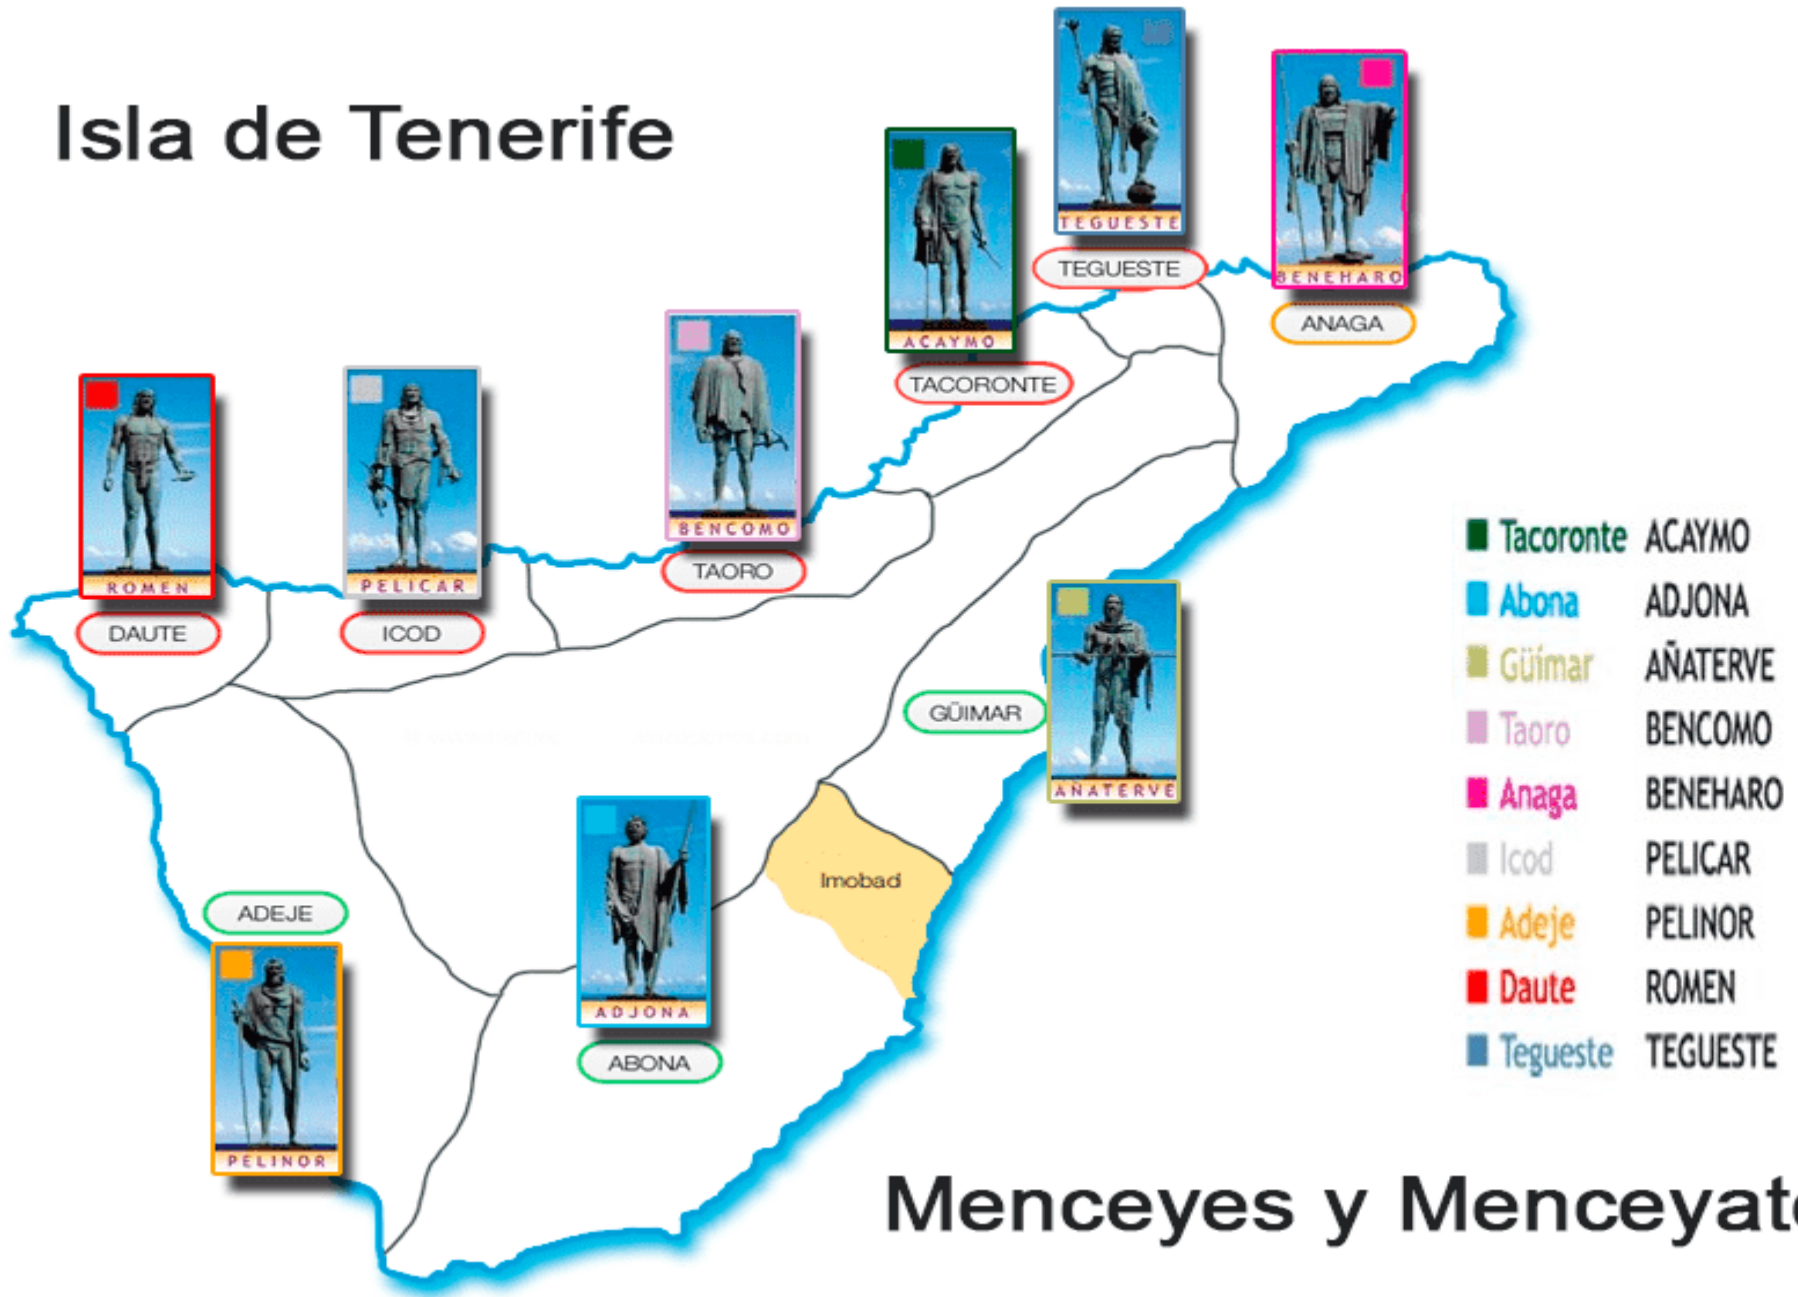 Isla de Tenerife
TEGUESTE
TEGUESTE
BENEHARO
ANAGA
ACAYMO
TACORONTE
BENCOMO
TAORO
ROMEN
DAUTE
PELICAR
ICOD
AÑATERVE
GÜIMAR
Imobad
ADJONA
ABONA
ADEJE
PELINOR
Tacoronte ACAYMO
Abona ADJONA
Güímar AÑATERVE
Taoro BENCOMO
Anaga BENEHARO
Icod PELICAR
Adeje PELINOR
Daute ROMEN
Tegueste TEGUESTE
Menceyes y Menceyato